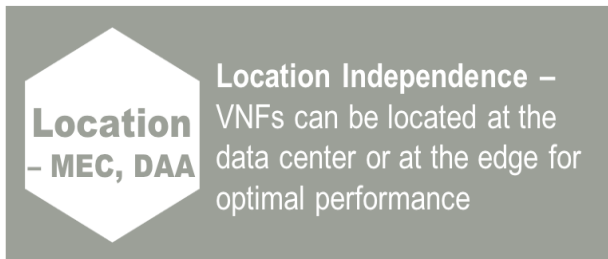 Location
– MEC, DAA
Location Independence –
VNFs can be located at the
data center or at the edge for
optimal performance